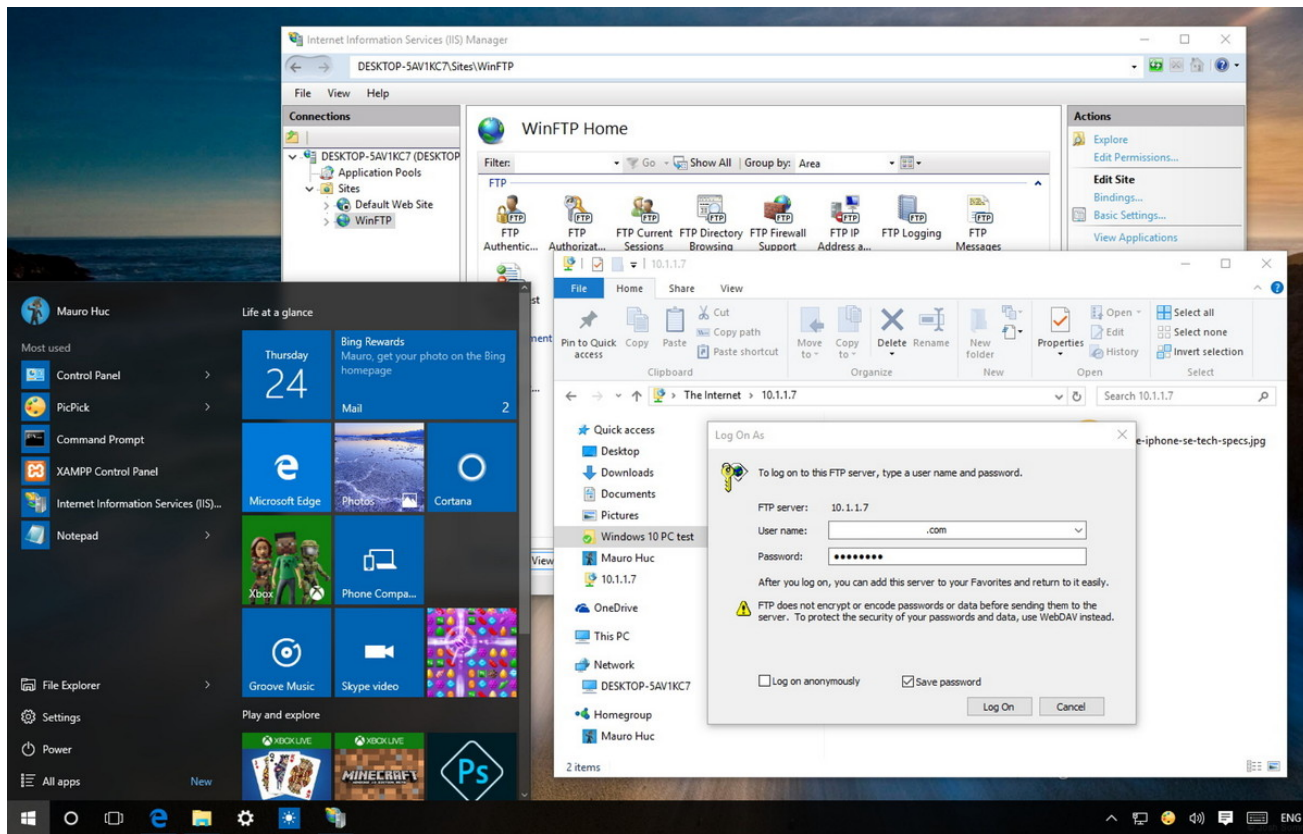 Internet Information Services (IIS) Manager
DESKTOP-5AV1KC7\Sites\WinFTP
File View Help
Connections
DESKTOP-5AV1KC7 (DESKTOP
Application Pools
Sites
Default Web Site
WinFTP
WinFTP Home
Filter: Go Show All Group by: Area
FTP
FTP Authentic...
FTP Authorizat...
FTP Current Sessions
FTP Directory Browsing
FTP Firewall Support
FTP IP Address a...
FTP Logging
FTP Messages
Actions
Explore
Edit Permissions...
Edit Site
Bindings...
Basic Settings...
View Applications
10.1.1.7
File Home Share View
Pin to Quick access
Copy
Paste
Cut
Copy path
Paste shortcut
Clipboard
Move to
Copy to
Delete
Rename
Organize
New folder
New
Properties
Open
Edit
History
Open
Select all
Select none
Invert selection
Select
The Internet > 10.1.1.7
Search 10.1.1.7
Quick access
Desktop
Downloads
Documents
Pictures
Windows 10 PC test
Mauro Huc
10.1.1.7
OneDrive
This PC
Network
DESKTOP-5AV1KC7
Homegroup
Mauro Huc
2 items
e-iphone-se-tech-specs.jpg
Log On As
To log on to this FTP server, type a user name and password.
FTP server: 10.1.1.7
User name: .com
Password: ••••••••
After you log on, you can add this server to your Favorites and return to it easily.
FTP does not encrypt or encode passwords or data before sending them to the
server. To protect the security of your passwords and data, use WebDAV instead.
Log on anonymously
Save password
Log On
Cancel
Mauro Huc
Most used
Control Panel
PicPick
Command Prompt
XAMPP Control Panel
Internet Information Services (IIS)...
Notepad
File Explorer
Settings
Power
All apps New
Life at a glance
Thursday
24
Bing Rewards
Mauro, get your photo on the Bing
homepage
Mail 2
Microsoft Edge
Photos
Cortana
Xbox
Phone Compa...
Groove Music
Skype video
Play and explore
XBOX LIVE
XBOX LIVE
MINECRAFT
Ps
ENG